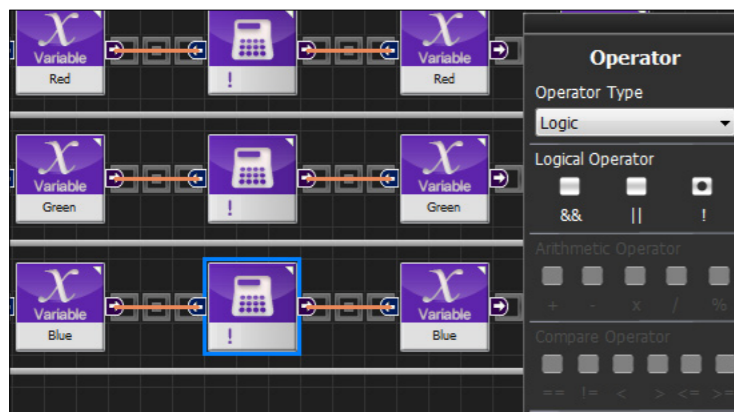 Variable
Red
!
Variable
Red
Variable
Green
!
Variable
Green
Variable
Blue
!
Variable
Blue
Operator
Operator Type
Logic
Logical Operator
&& || !
Arithmetic Operator
+ - x / %
Compare Operator
== != < > <= >=